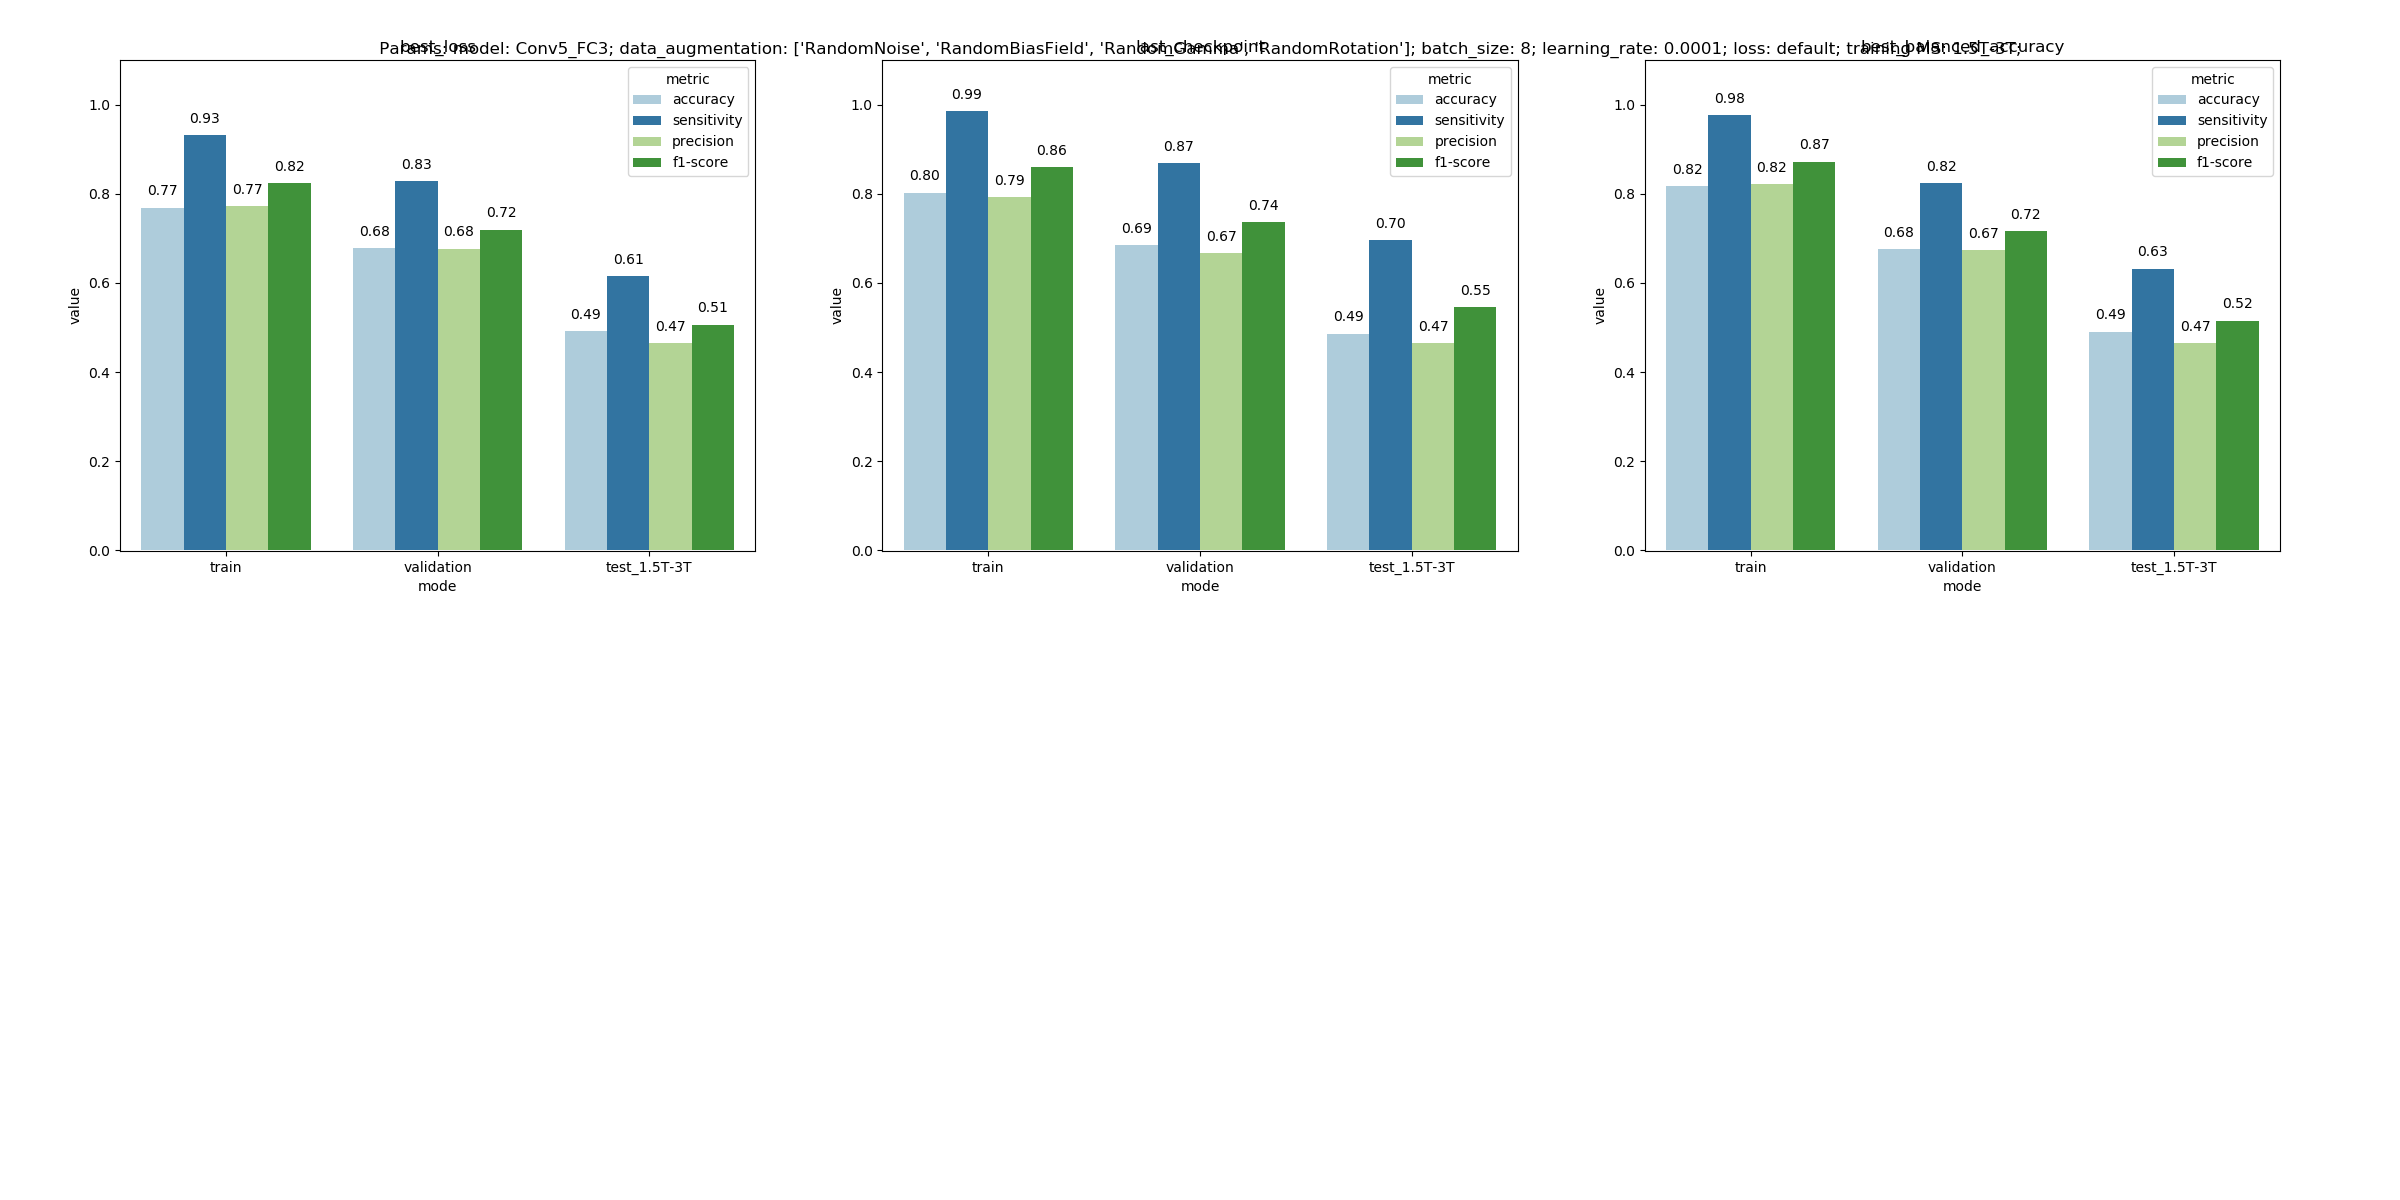 best_loss
last_checkpoint
best_balanced_accuracy
Params: model: Conv5_FC3; data_augmentation: ['RandomNoise', 'RandomBiasField', 'RandomGamma', 'RandomRotation']; batch_size: 8; learning_rate: 0.0001; loss: default; training MS: 1.5T-3T;
metric
accuracy
sensitivity
precision
f1-score
1.0
0.8
0.6
0.4
0.2
0.0
value
0.77
0.93
0.77
0.82
0.68
0.83
0.68
0.72
0.49
0.61
0.47
0.51
train
validation
test_1.5T-3T
mode
metric
accuracy
sensitivity
precision
f1-score
1.0
0.8
0.6
0.4
0.2
0.0
value
0.80
0.99
0.79
0.86
0.69
0.87
0.67
0.74
0.49
0.70
0.47
0.55
train
validation
test_1.5T-3T
mode
metric
accuracy
sensitivity
precision
f1-score
1.0
0.8
0.6
0.4
0.2
0.0
value
0.82
0.98
0.82
0.87
0.68
0.82
0.67
0.72
0.49
0.63
0.47
0.52
train
validation
test_1.5T-3T
mode